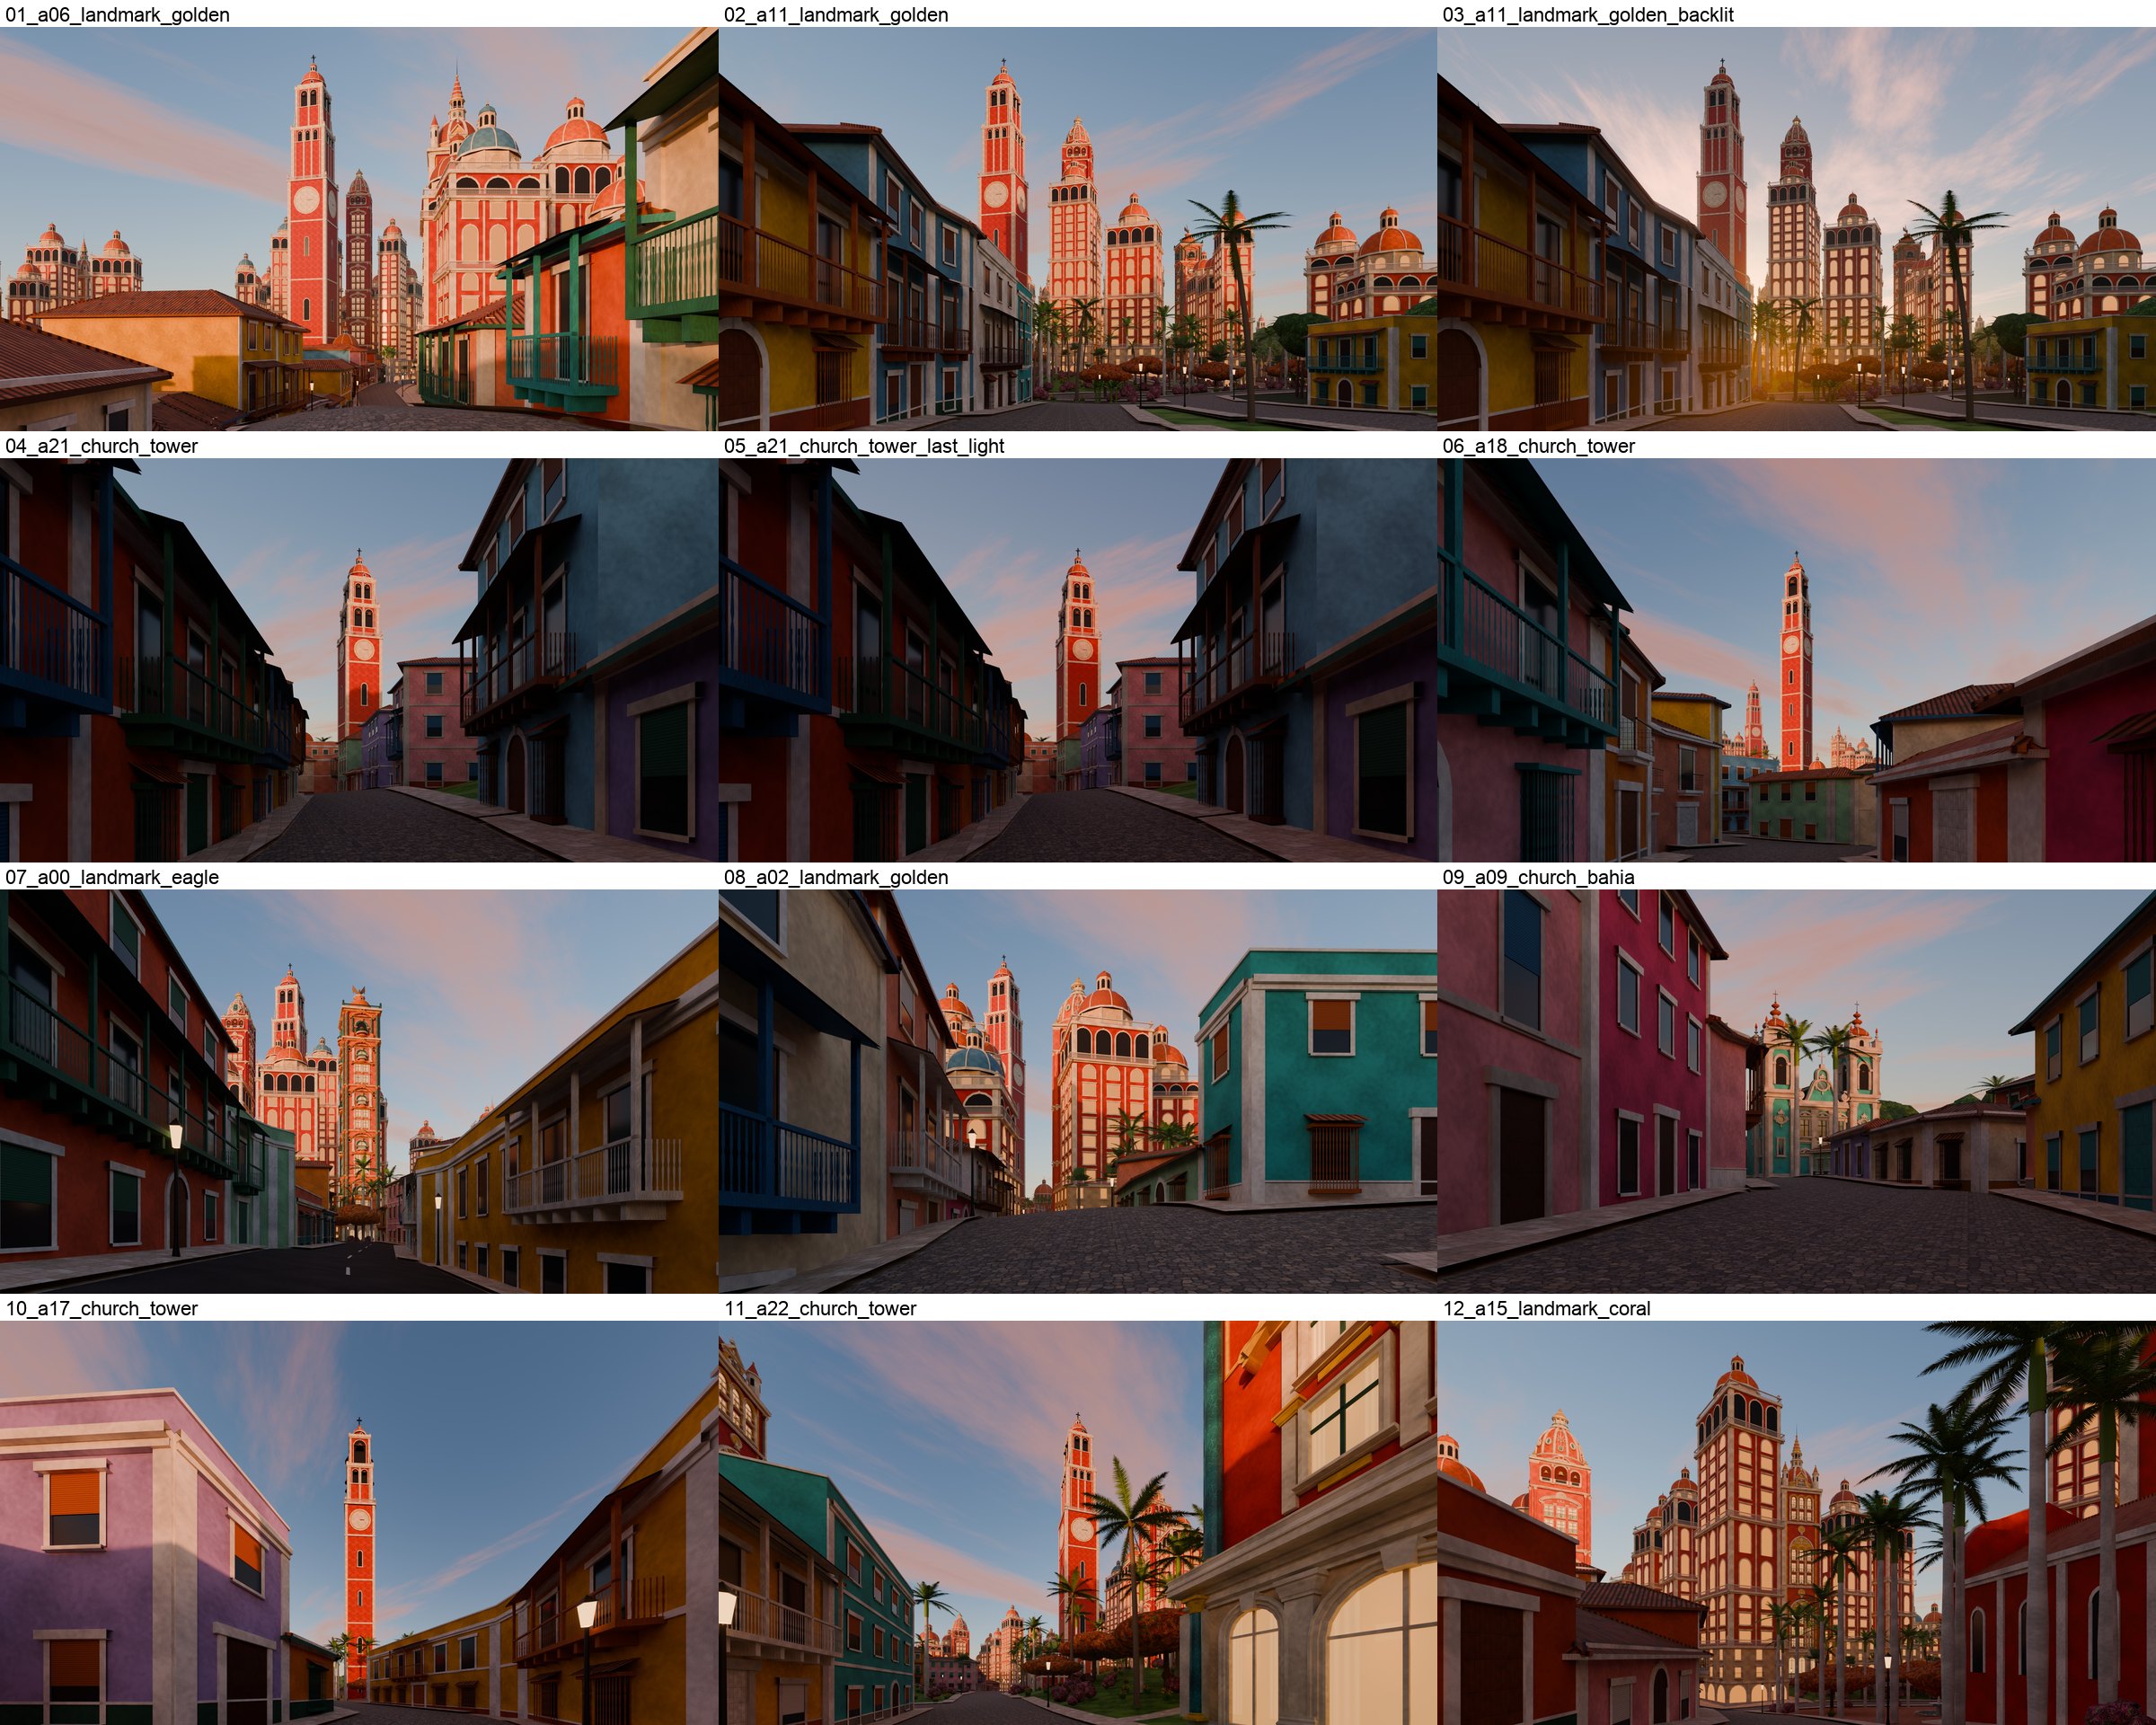 01_a06_landmark_golden
02_a11_landmark_golden
03_a11_landmark_golden_backlit
04_a21_church_tower
05_a21_church_tower_last_light
06_a18_church_tower
07_a00_landmark_eagle
08_a02_landmark_golden
09_a09_church_bahia
10_a17_church_tower
11_a22_church_tower
12_a15_landmark_coral